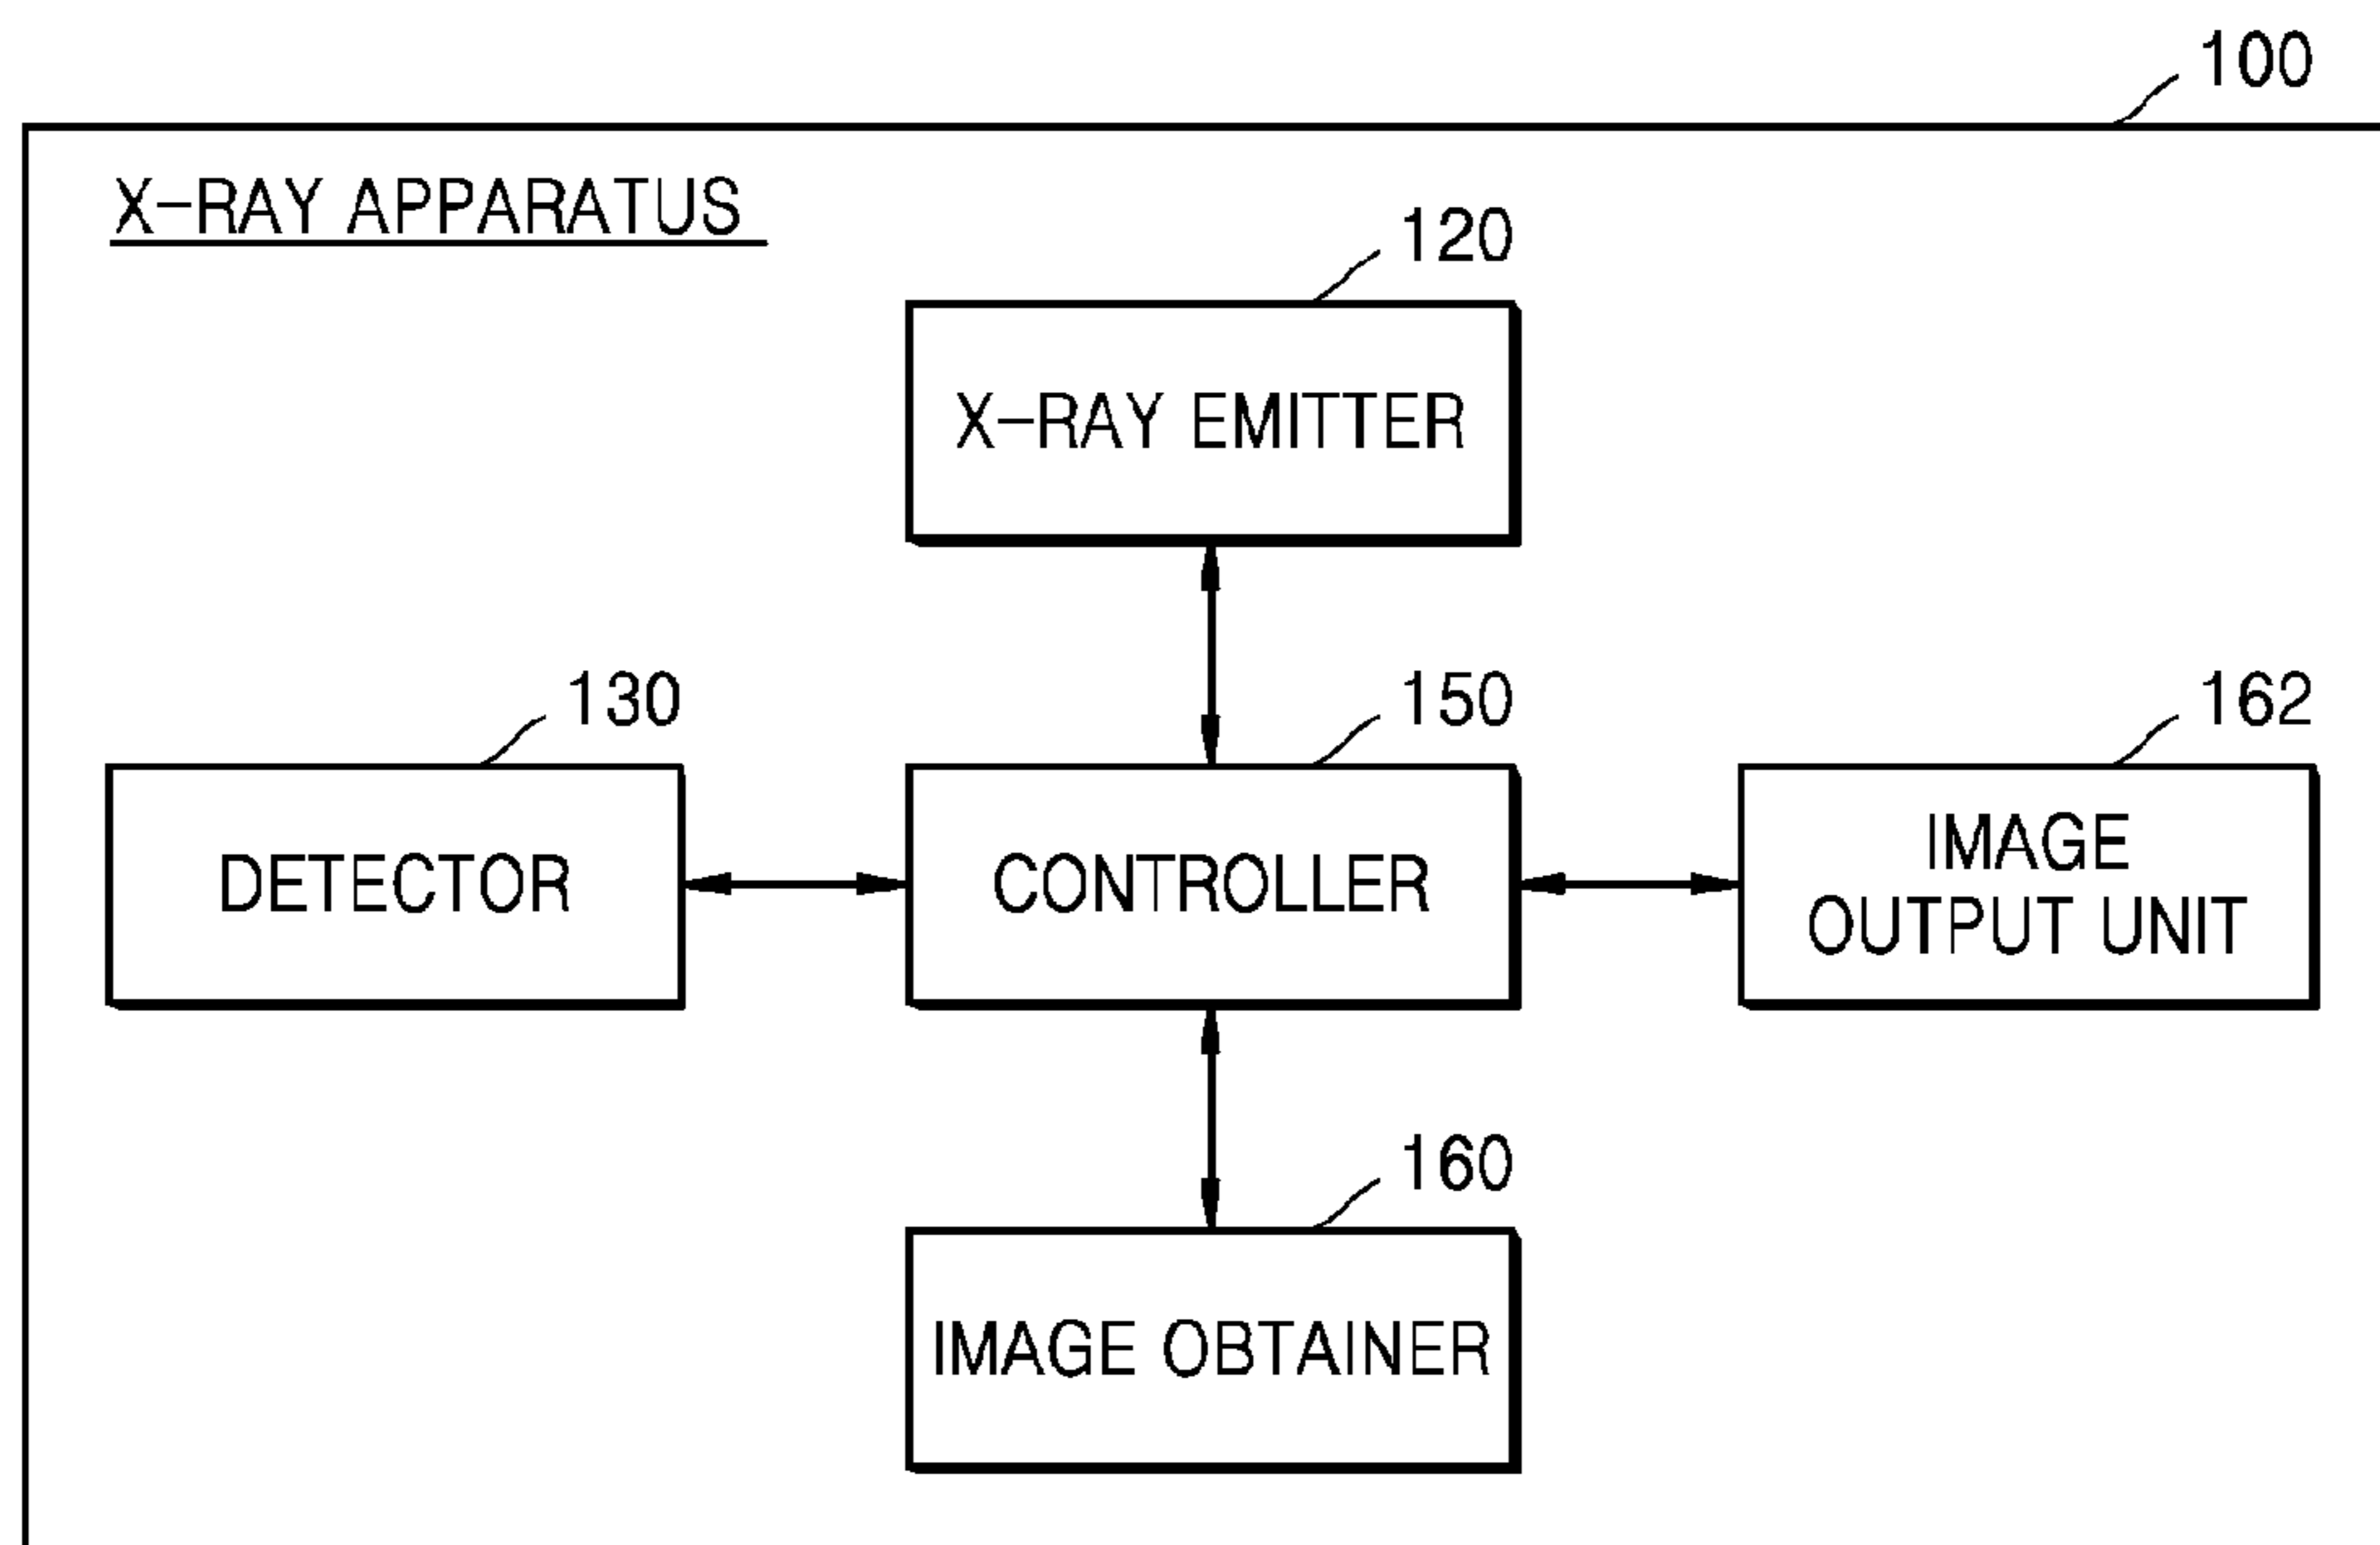 100
X-RAY APPARATUS
120
X-RAY EMITTER
130
150
162
DETECTOR
CONTROLLER
IMAGE
OUTPUT UNIT
160
IMAGE OBTAINER